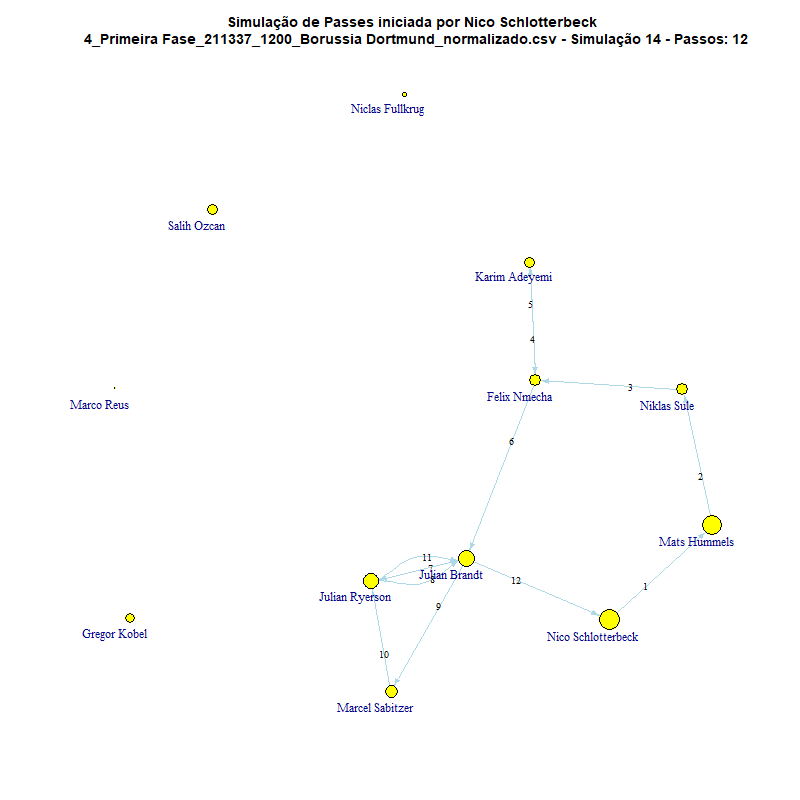 Simulação de Passes iniciada por Nico Schlotterbeck
4_Primeira Fase_211337_1200_Borussia Dortmund_normalizado.csv - Simulação 14 - Passos: 12
Niclas Fullkrug
Salih Ozcan
Karim Adeyemi
5
4
Felix Nmecha
3
Niklas Sule
Marco Reus
6
2
Mats Hummels
11
7
8
Julian Brandt
12
1
Julian Ryerson
9
Gregor Kobel
Nico Schlotterbeck
10
Marcel Sabitzer